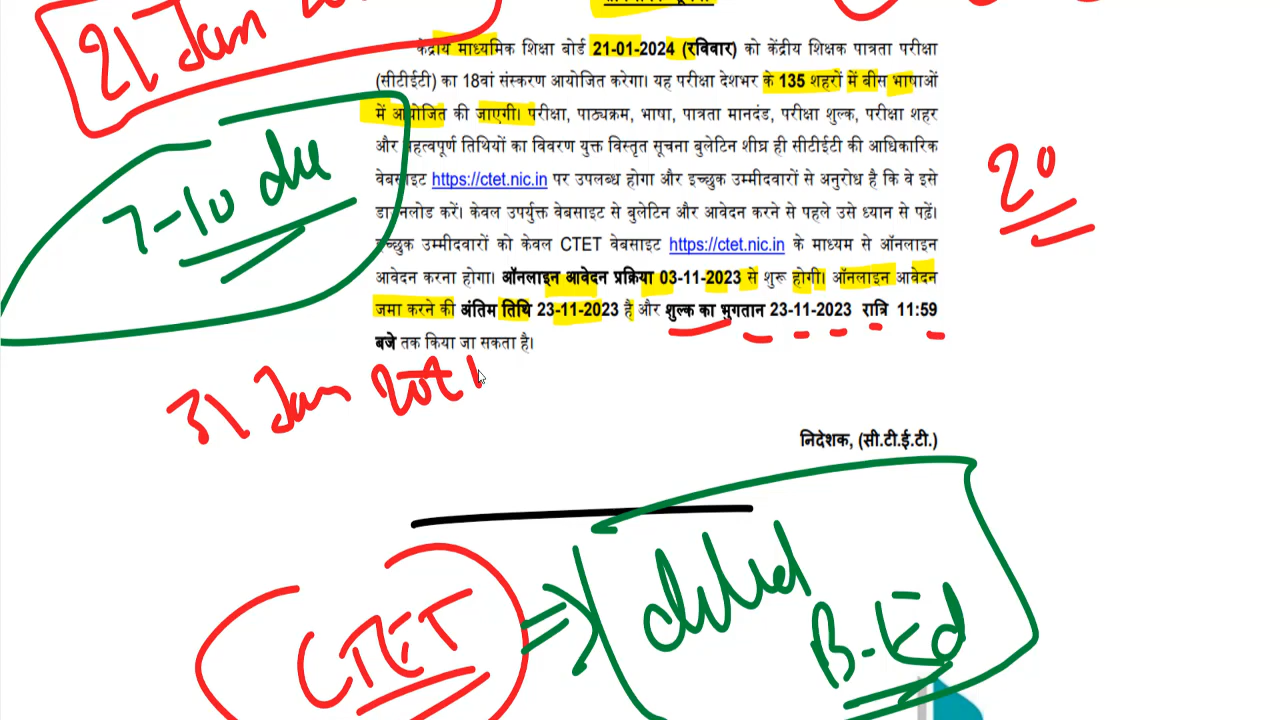 21 Jan
केंद्रीय माध्यमिक शिक्षा बोर्ड 21-01-2024 (रविवार) को केंद्रीय शिक्षक पात्रता परीक्षा
(सीटीईटी) का 18वां संस्करण आयोजित करेगा। यह परीक्षा देशभर के 135 शहरों में बीस भाषाओं
में आयोजित की जाएगी। परीक्षा, पाठ्यक्रम, भाषा, पात्रता मानदंड, परीक्षा शुल्क, परीक्षा शहर
और महत्वपूर्ण तिथियों का विवरण युक्त विस्तृत सूचना बुलेटिन शीघ्र ही सीटीईटी की आधिकारिक
वेबसाइट https://ctet.nic.in पर उपलब्ध होगा और इच्छुक उम्मीदवारों से अनुरोध है कि वे इसे
डाउनलोड करें। केवल उपर्युक्त वेबसाइट से बुलेटिन और आवेदन करने से पहले उसे ध्यान से पढ़ें।
इच्छुक उम्मीदवारों को केवल CTET वेबसाइट https://ctet.nic.in के माध्यम से ऑनलाइन
आवेदन करना होगा। ऑनलाइन आवेदन प्रक्रिया 03-11-2023 से शुरू होगी। ऑनलाइन आवेदन
जमा करने की अंतिम तिथि 23-11-2023 है और शुल्क का भुगतान 23-11-2023 रात्रि 11:59
बजे तक किया जा सकता है।
7-10
20
31 Jan
निदेशक, (सी.टी.ई.टी.)
CTET
B-Ed